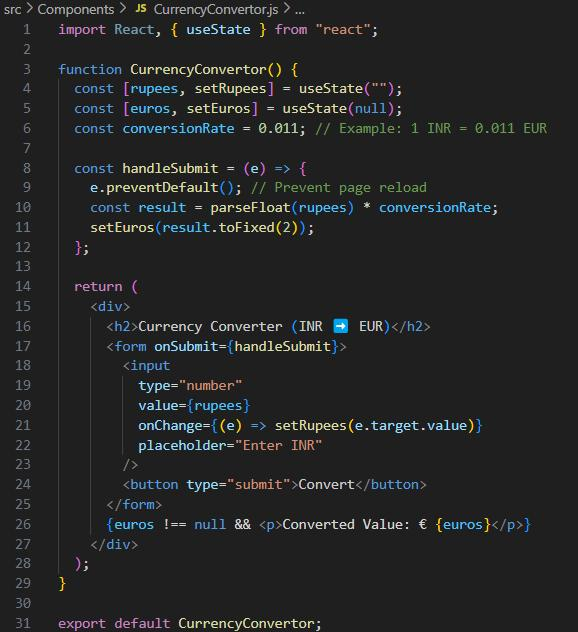 src > Components > JS CurrencyConvertor.js > ...
1 import React, { useState } from "react";
2
3 function CurrencyConvertor() {
4   const [rupees, setRupees] = useState("");
5   const [euros, setEuros] = useState(null);
6   const conversionRate = 0.011; // Example: 1 INR = 0.011 EUR
7
8   const handleSubmit = (e) => {
9     e.preventDefault(); // Prevent page reload
10     const result = parseFloat(rupees) * conversionRate;
11     setEuros(result.toFixed(2));
12   };
13
14   return (
15     <div>
16       <h2>Currency Converter (INR ➡️ EUR)</h2>
17       <form onSubmit={handleSubmit}>
18         <input
19           type="number"
20           value={rupees}
21           onChange={(e) => setRupees(e.target.value)}
22           placeholder="Enter INR"
23         />
24         <button type="submit">Convert</button>
25       </form>
26       {euros !== null && <p>Converted Value: € {euros}</p>}
27     </div>
28   );
29 }
30
31 export default CurrencyConvertor;